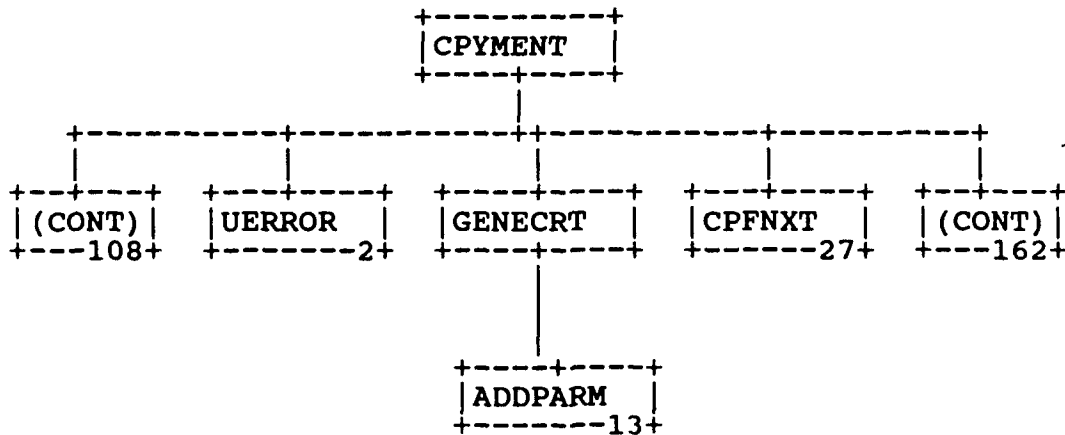 CPYMENT
(CONT) UERROR GENECRT CPFNXT (CONT)
108 2 27 162
ADDPARM
13